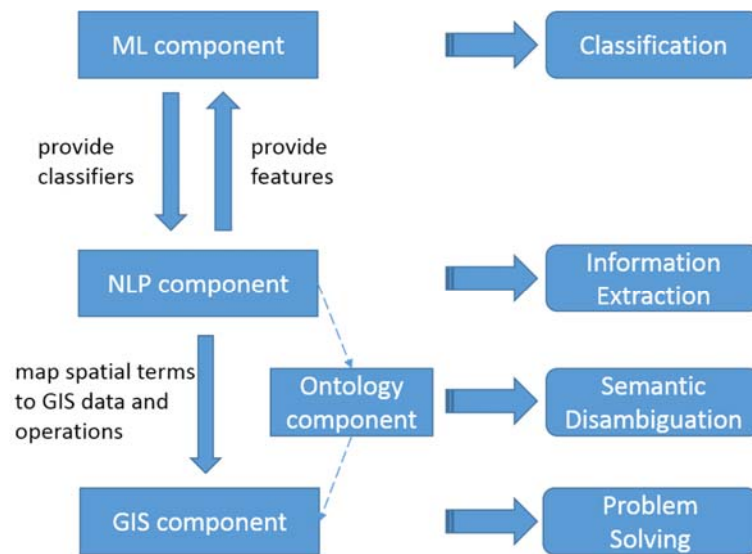 ML component
Classification
provide
classifiers
provide
features
NLP component
Information
Extraction
map spatial terms
to GIS data and
operations
Ontology
component
Semantic
Disambiguation
GIS component
Problem
Solving